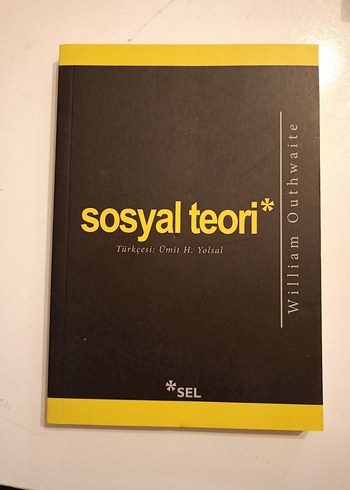 sosyal teori*
Türkçesi: Ümit H. Yolsal
William Outhwaite
*SEL